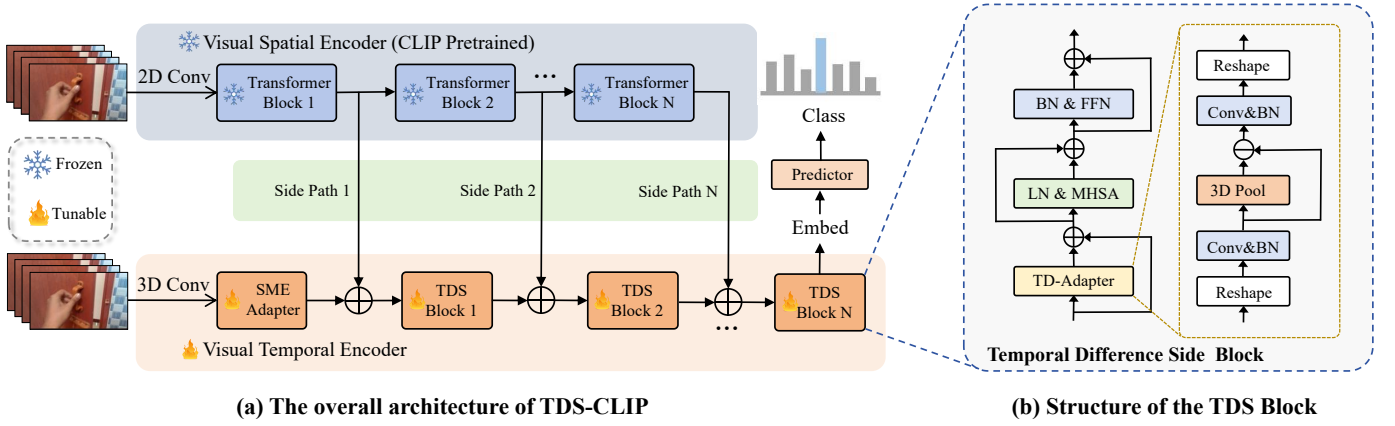 Visual Spatial Encoder (CLIP Pretrained)
2D Conv
Transformer
Block 1
Transformer
Block 2
...
Transformer
Block N
Class
Frozen
Tunable
Side Path 1
Side Path 2
Side Path N
Predictor
Embed
3D Conv
SME
Adapter
TDS
Block 1
TDS
Block 2
...
TDS
Block N
Visual Temporal Encoder
(a) The overall architecture of TDS-CLIP
BN & FFN
LN & MHSA
TD-Adapter
Reshape
Conv&BN
3D Pool
Conv&BN
Reshape
Temporal Difference Side Block
(b) Structure of the TDS Block